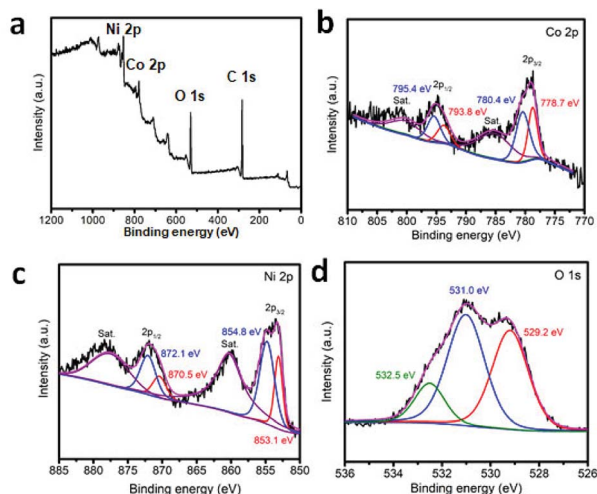 a
Ni 2p
Co 2p
O 1s
C 1s
Intensity (a.u.)
1200 1000 800 600 400 200 0
Binding energy (eV)
b
Co 2p
2p3/2
780.4 eV
778.7 eV
2p1/2
795.4 eV
793.8 eV
Sat.
Sat.
Intensity (a.u.)
810 805 800 795 790 785 780 775 770
Binding energy (eV)
c
Ni 2p
2p3/2
854.8 eV
2p1/2
Sat.
Sat.
872.1 eV
870.5 eV
853.1 eV
Intensity (a.u.)
885 880 875 870 865 860 855 850
Binding energy (eV)
d
O 1s
531.0 eV
529.2 eV
532.5 eV
Intensity (a.u.)
536 534 532 530 528 526
Binding energy (eV)